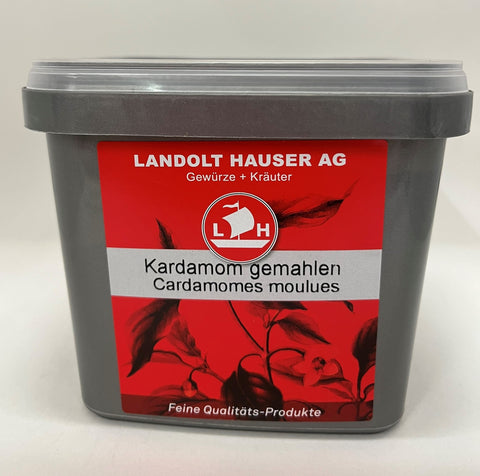 LANDOLT HAUSER AG
Gewürze + Kräuter
L H
Kardamom gemahlen
Cardamomes moulues
Feine Qualitäts-Produkte